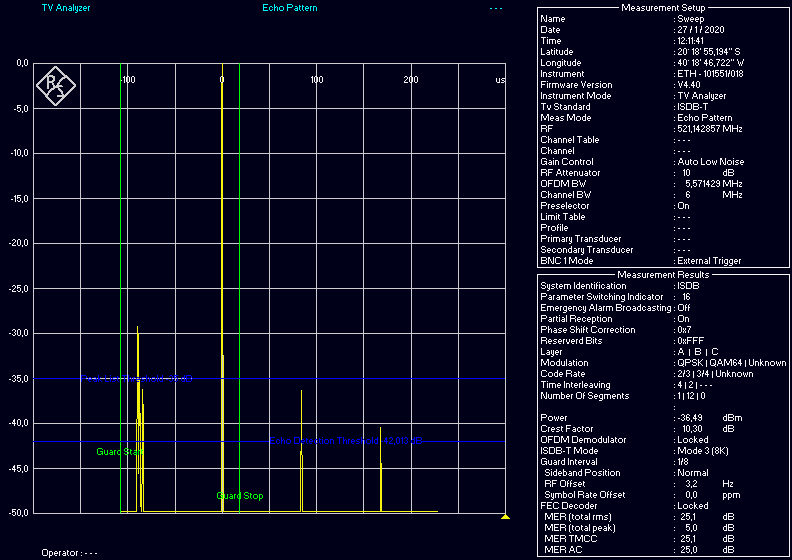 TV Analyzer Echo Pattern ---
0,0
-100 0 100 200 us
-5,0
-10,0
-15,0
-20,0
-25,0
-30,0
-35,0
Echo Detection Threshold -42,000 dB
-40,0
Guard Start
-45,0
Guard Stop
-50,0
Operator : ---
Measurement Setup
Name : Sweep
Date : 27 / 1 / 2020
Time : 12:11:41
Latitude : 20° 18' 55,194'' S
Longitude : 40° 18' 46,722'' W
Instrument : ETH - 101551/018
Firmware Version : V4.40
Instrument Mode : TV Analyzer
Tv Standard : ISDB-T
Meas Mode : Echo Pattern
RF : 521,142857 MHz
Channel Table : ---
Channel : ---
Gain Control : Auto Low Noise
RF Attenuator : 10 dB
OFDM BW : 5,571429 MHz
Channel BW : 6 MHz
Preselector : On
Limit Table : ---
Profile : ---
Primary Transducer : ---
Secondary Transducer : ---
BNC 1 Mode : External Trigger
Measurement Results
System Identification : ISDB
Parameter Switching Indicator : 16
Emergency Alarm Broadcasting : Off
Partial Reception : On
Phase Shift Correction : 0x7
Reserverd Bits : 0xFFF
Layer : A | B | C
Modulation : QPSK | QAM64 | Unknown
Code Rate : 2/3 | 3/4 | Unknown
Time Interleaving : 4 | 2 | ---
Number Of Segments : 1 | 12 | 0
:
Power : -36,49 dBm
Crest Factor : 10,30 dB
OFDM Demodulator : Locked
ISDB-T Mode : Mode 3 (8K)
Guard Interval : 1/8
Sideband Position : Normal
RF Offset : 3,2 Hz
Symbol Rate Offset : 0,0 ppm
FEC Decoder : Locked
MER (total rms) : 25,1 dB
MER (total peak) : 5,0 dB
MER TMCC : 25,1 dB
MER AC : 25,0 dB